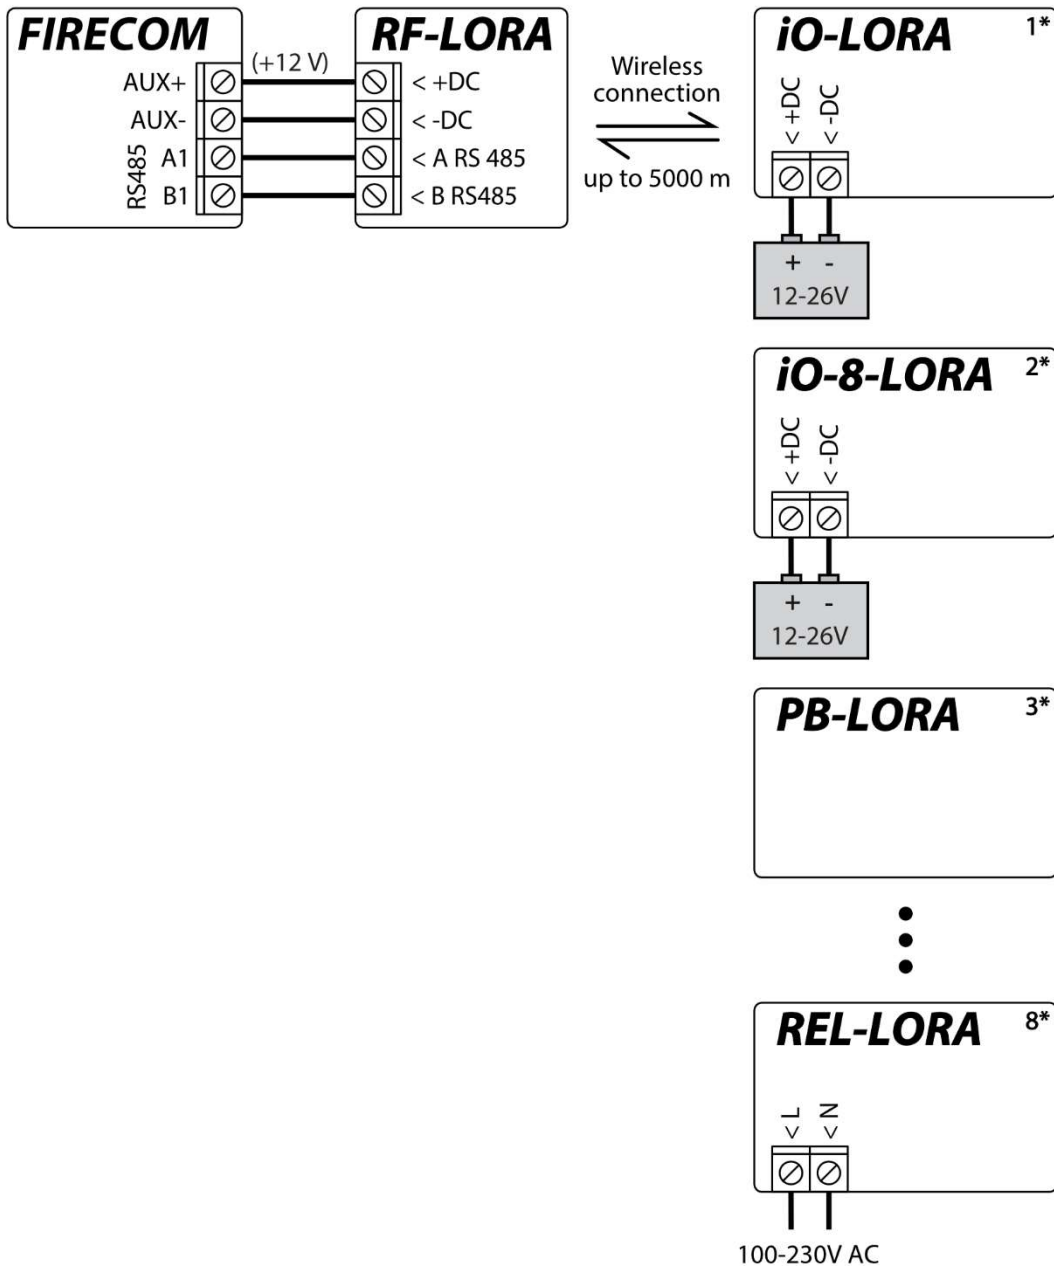 FIRECOM
AUX+
AUX-
RS485
A1
B1
(+12 V)
RF-LORA
< +DC
< -DC
< A RS 485
< B RS485
Wireless
connection
up to 5000 m
iO-LORA 1*
< +DC
< -DC
+ -
12-26V
iO-8-LORA 2*
< +DC
< -DC
+ -
12-26V
PB-LORA 3*
REL-LORA 8*
< L
< N
100-230V AC